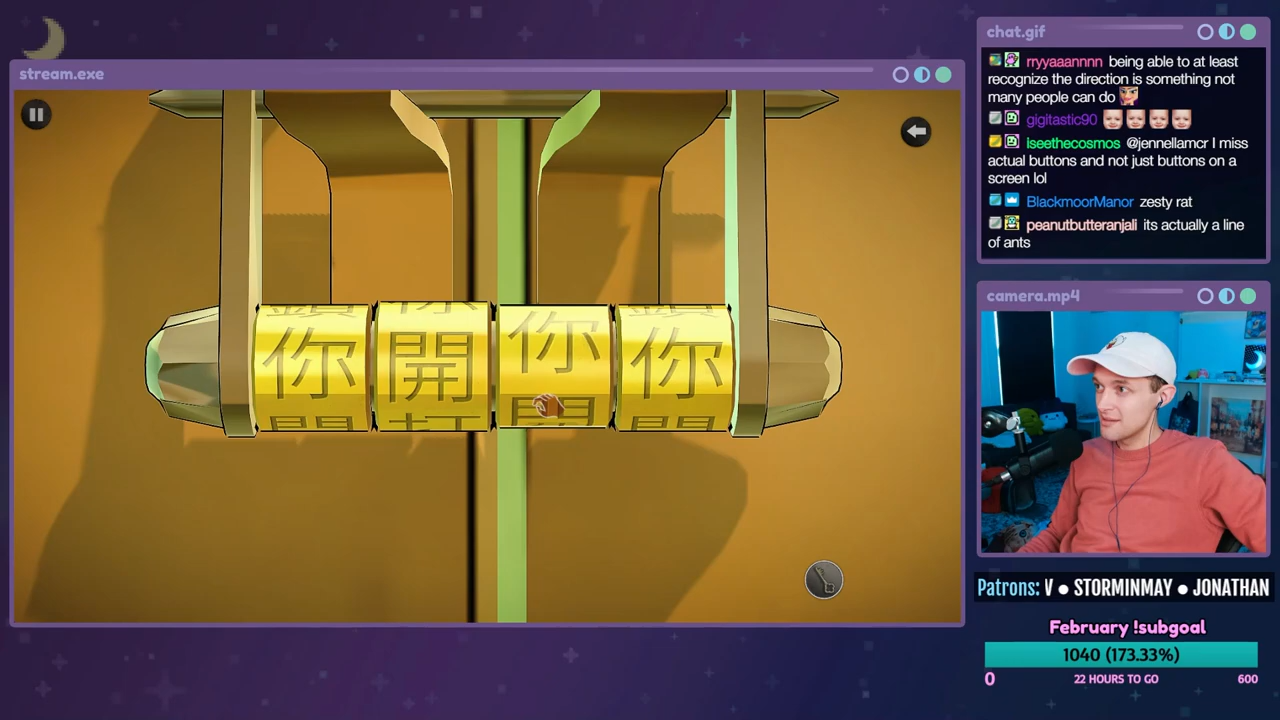 stream.exe
你 開 你 你
chat.gif
rryyaaannnn being able to at least
recognize the direction is something not
many people can do
gigitastic90
iseethecosmos @jennellamcr I miss
actual buttons and not just buttons on a
screen lol
BlackmoorManor zesty rat
peanutbutteranjali its actually a line
of ants
camera.mp4
Patrons: V ● STORMINMAY ● JONATHAN
February !subgoal
1040 (173.33%)
0 22 HOURS TO GO 600